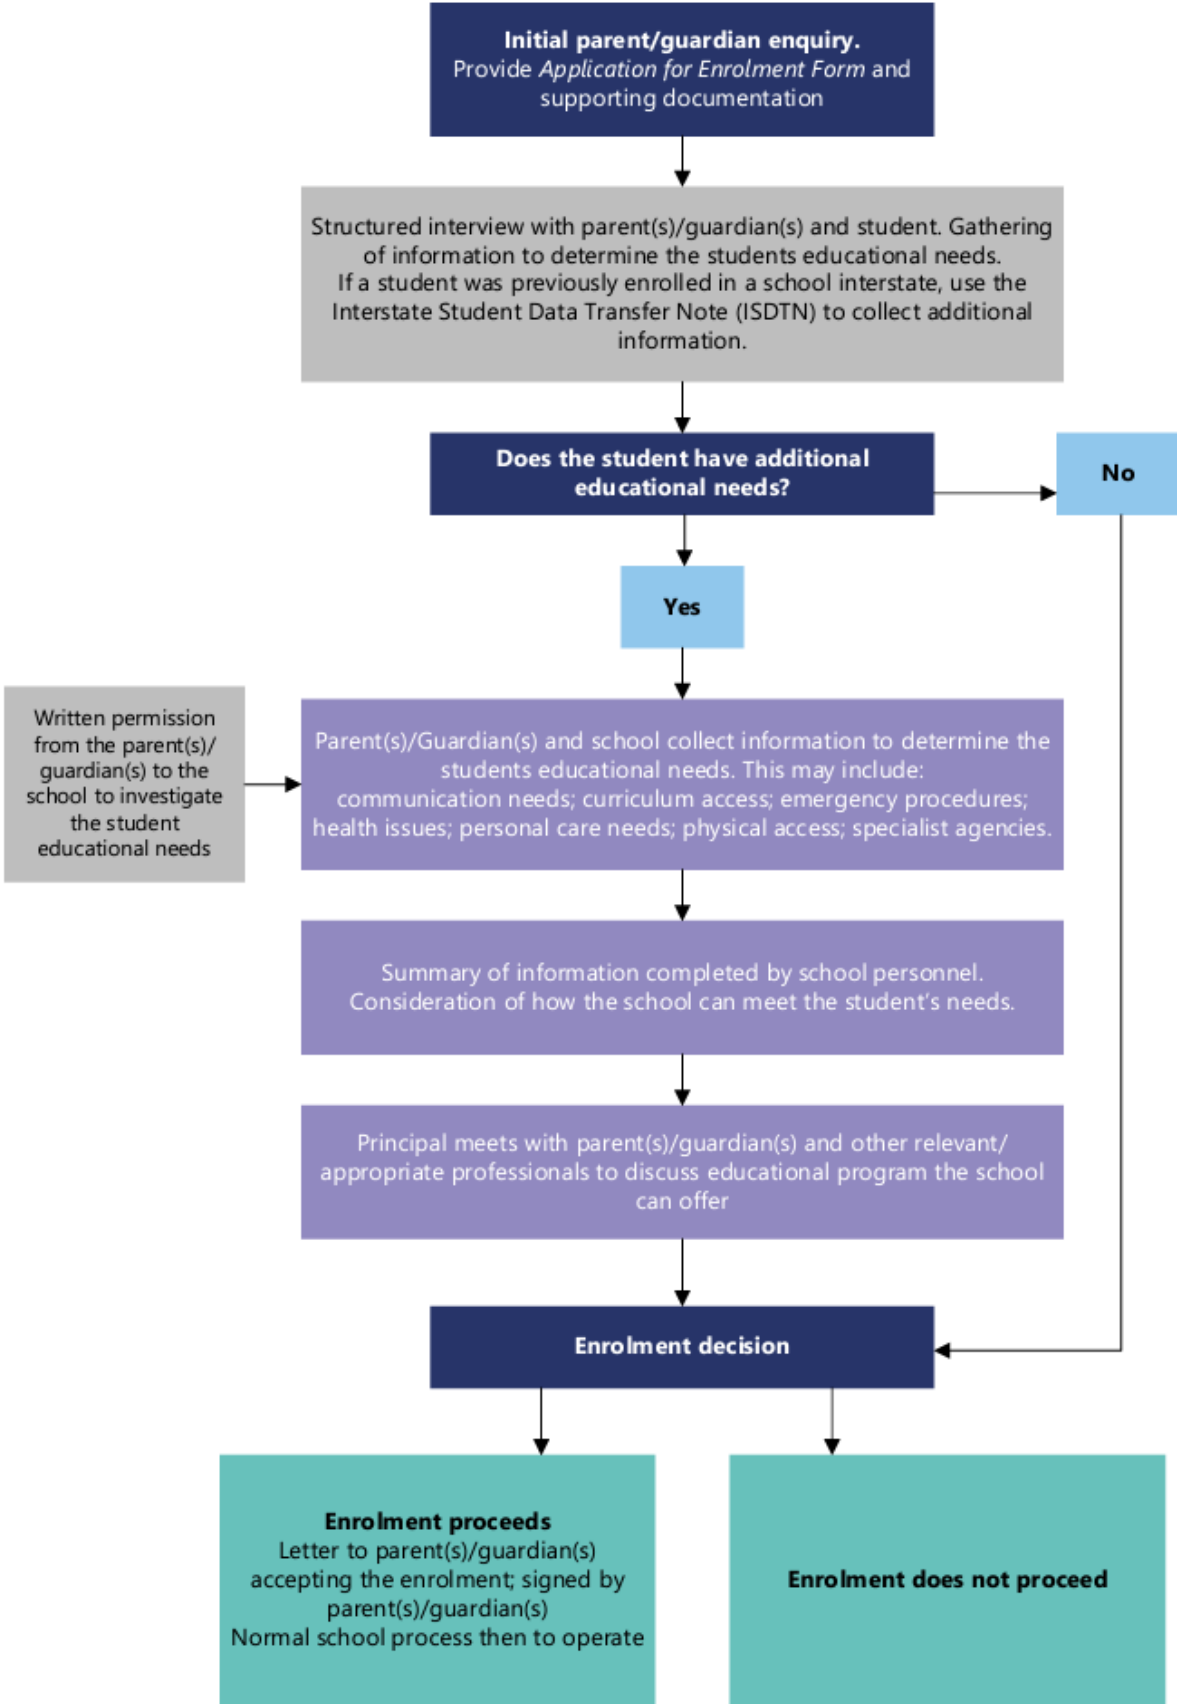 Initial parent/guardian enquiry.
Provide Application for Enrolment Form and
supporting documentation
Structured interview with parent(s)/guardian(s) and student. Gathering
of information to determine the students educational needs.
If a student was previously enrolled in a school interstate, use the
Interstate Student Data Transfer Note (ISDTN) to collect additional
information.
Does the student have additional
educational needs?
No
Yes
Written permission
from the parent(s)/
guardian(s) to the
school to investigate
the student
educational needs
Parent(s)/Guardian(s) and school collect information to determine the
students educational needs. This may include:
communication needs; curriculum access; emergency procedures;
health issues; personal care needs; physical access; specialist agencies.
Summary of information completed by school personnel.
Consideration of how the school can meet the student's needs.
Principal meets with parent(s)/guardian(s) and other relevant/
appropriate professionals to discuss educational program the school
can offer
Enrolment decision
Enrolment proceeds
Letter to parent(s)/guardian(s)
accepting the enrolment; signed by
parent(s)/guardian(s)
Normal school process then to operate
Enrolment does not proceed